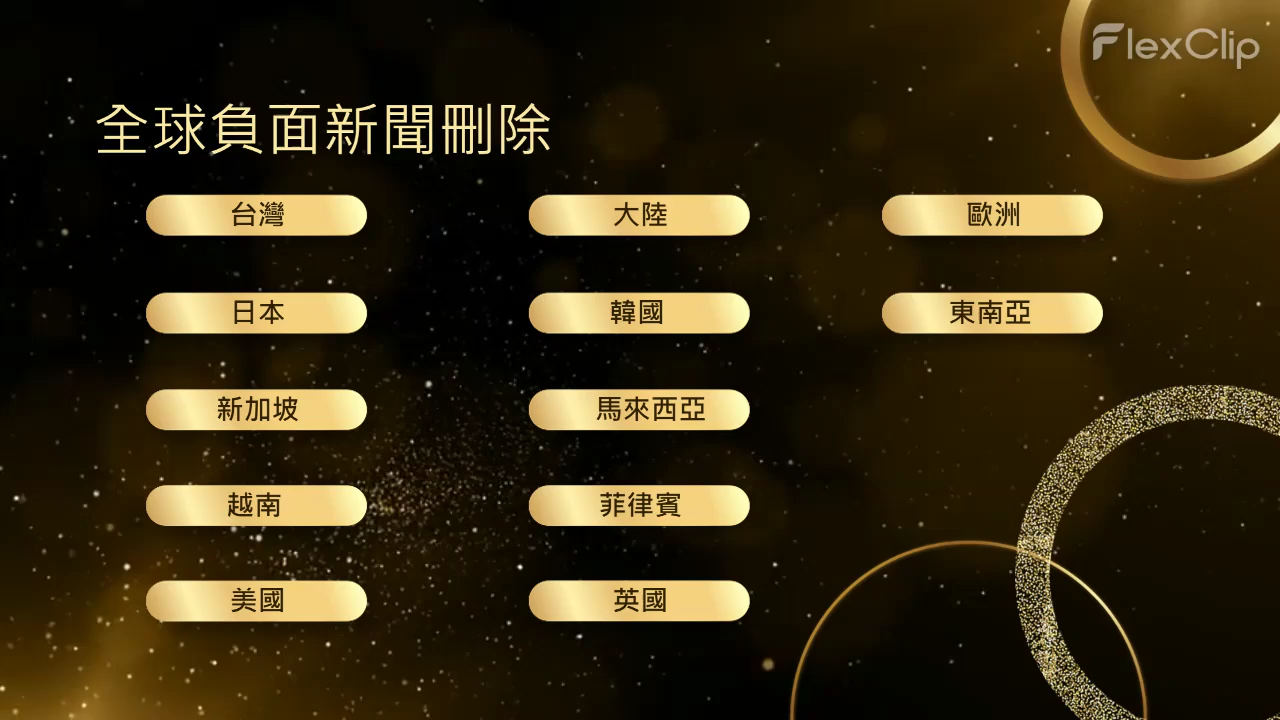 FlexClip
全球負面新聞刪除
台灣
大陸
歐洲
日本
韓國
東南亞
新加坡
馬來西亞
越南
菲律賓
美國
英國